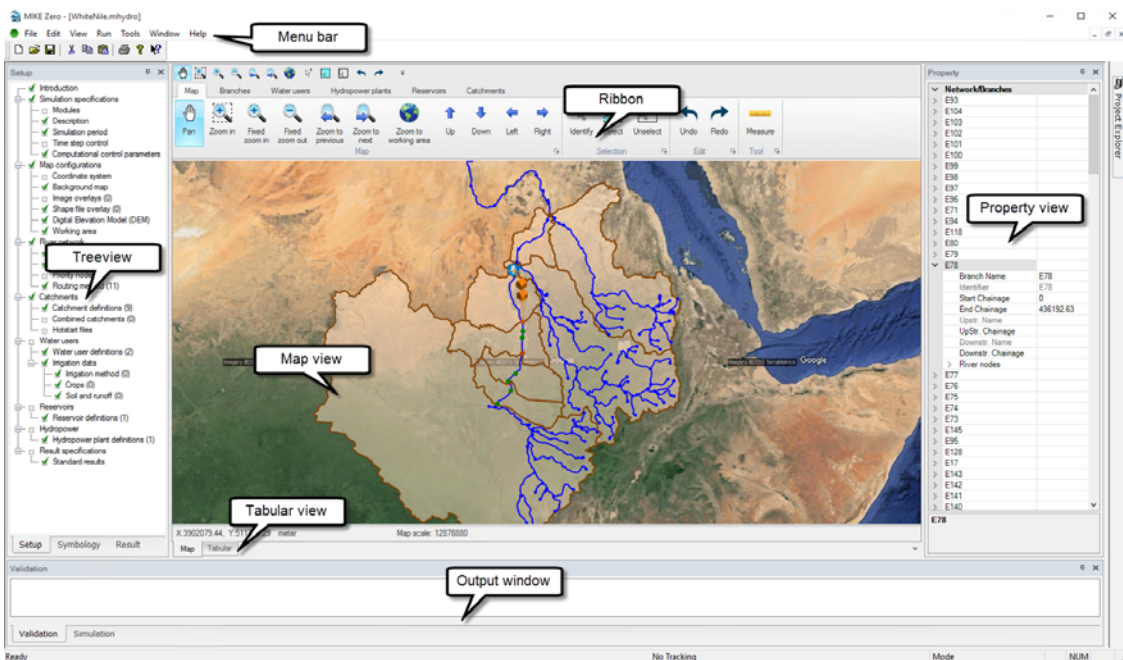 MIKE Zero - [WhiteNile.mhydro]
File Edit View Run Tools Window Help
Menu bar
Setup
Introduction
Simulation specifications
Modules
Description
Simulation period
Time step control
Computational control parameters
Map configurations
Coordinate system
Background map
Image overlays (0)
Shape file overlay (0)
Digital Elevation Model (DEM)
Working area
River network
Treeview
Routing method (11)
Catchments
Catchment definitions (9)
Combined catchments (0)
Hotstart files
Water users
Water user definitions (2)
Irrigation data
Irrigation method (0)
Crops (0)
Soil and runoff (0)
Reservoirs
Reservoir definitions (1)
Hydropower
Hydropower plant definitions (1)
Result specifications
Standard results
Setup Symbology Result
Map Branches Water users Hydropower plants Reservoirs Catchments
Ribbon
Pan Zoom in Fixed zoom in Fixed zoom out Zoom to previous Zoom to next Zoom to working area Up Down Left Right Identify Unselect Undo Redo Measure
Map Selection Edit Tool
Map view
Google
Tabular view
X:3902079.44, meter Map scale: 12878880
Map Tabular
Property
Network/Branches
E93
E104
E103
E102
E101
E100
E99
E98
E97
E96
E71
E94
E118
E80
E79
Property view
E78
Branch Name E78
Identifier E78
Start Chainage 0
End Chainage 436192.63
Upstr. Name
UpStr. Chainage
Downstr. Name
Downstr. Chainage
River nodes
E77
E76
E75
E74
E73
E145
E95
E128
E17
E143
E142
E141
E140
E78
Project Explorer
Validation
Output window
Validation Simulation
Ready No Tracking Mode NUM